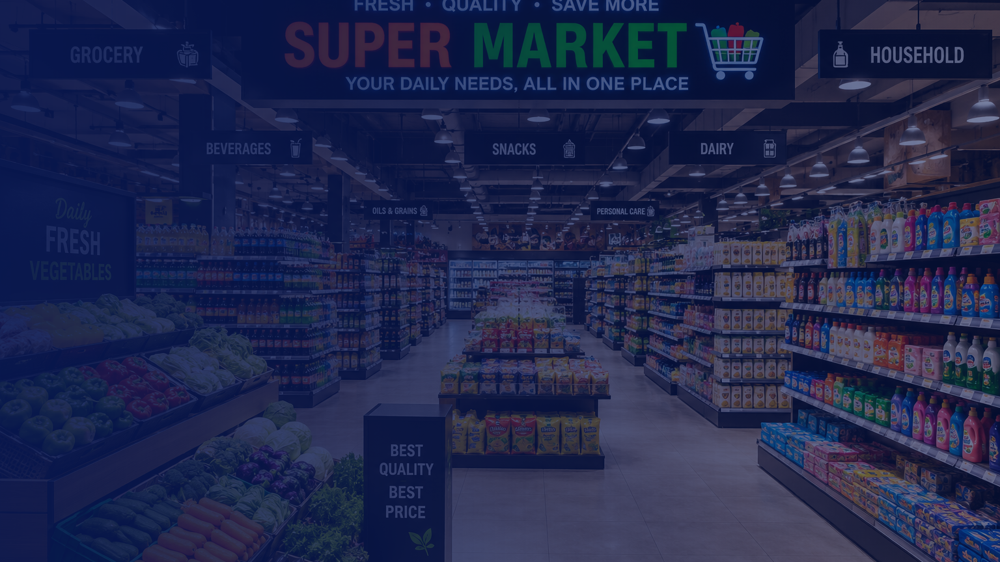 FRESH • QUALITY • SAVE MORE
SUPER MARKET
YOUR DAILY NEEDS, ALL IN ONE PLACE
GROCERY
HOUSEHOLD
BEVERAGES
SNACKS
DAIRY
OILS & GRAINS
PERSONAL CARE
Daily
FRESH
VEGETABLES
BEST
QUALITY
BEST
PRICE